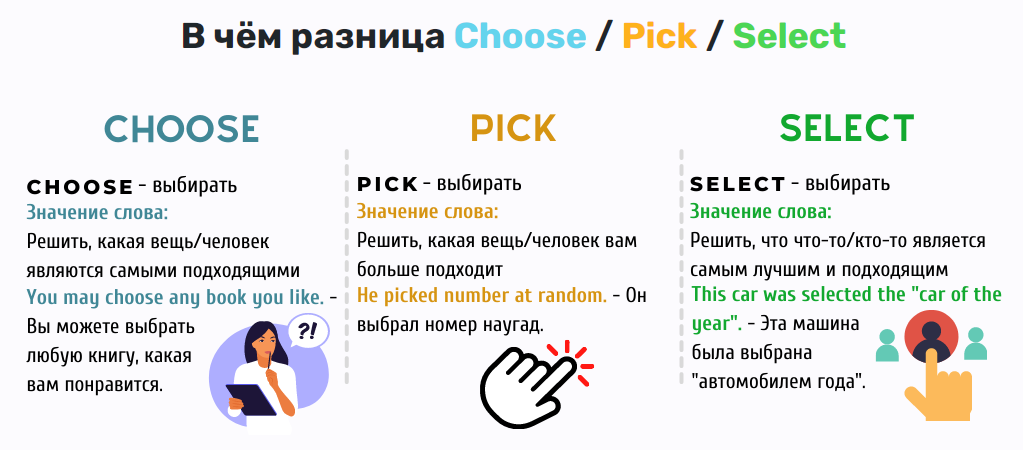 В чём разница Choose / Pick / Select
CHOOSE
CHOOSE - выбирать
Значение слова:
Решить, какая вещь/человек
являются самыми подходящими
You may choose any book you like. -
Вы можете выбрать
любую книгу, какая
вам понравится.
?!
PICK
PICK - выбирать
Значение слова:
Решить, какая вещь/человек вам
больше подходит
He picked number at random. - Он
выбрал номер наугад.
SELECT
SELECT - выбирать
Значение слова:
Решить, что что-то/кто-то является
самым лучшим и подходящим
This car was selected the "car of the
year". - Эта машина
была выбрана
"автомобилем года".